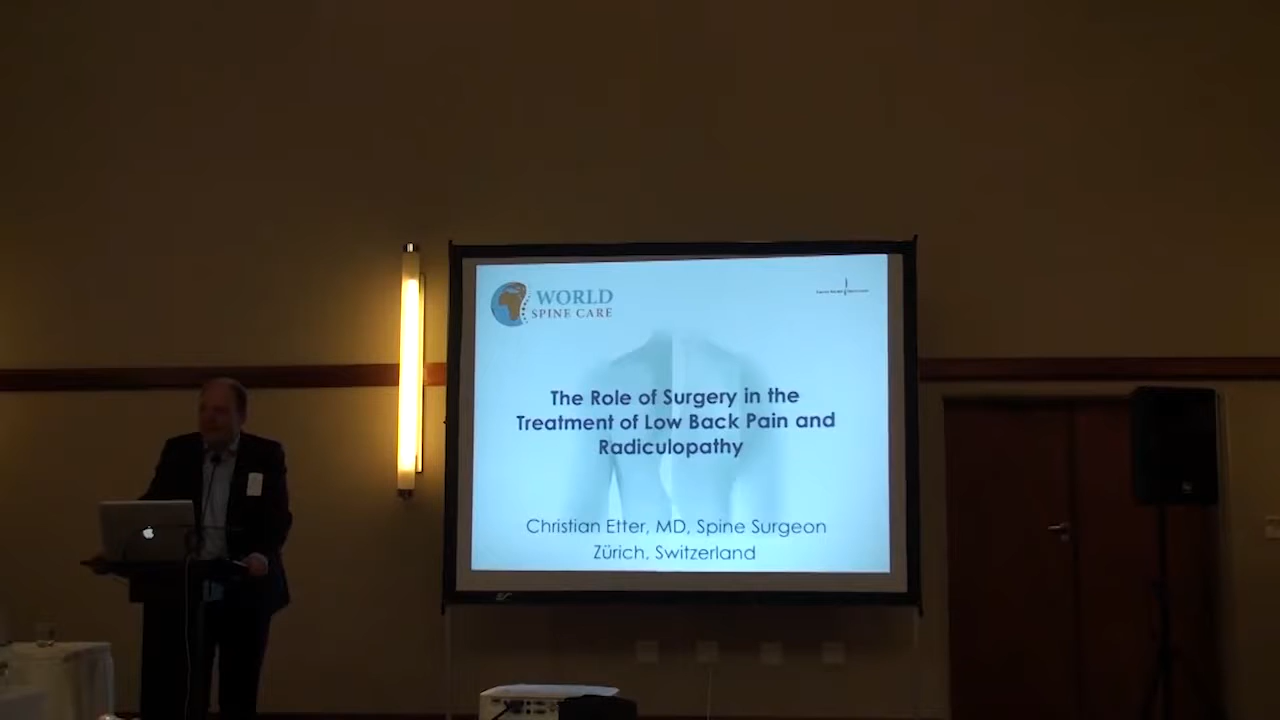 WORLD
SPINE CARE
The Role of Surgery in the
Treatment of Low Back Pain and
Radiculopathy
Christian Etter, MD, Spine Surgeon
Zürich, Switzerland